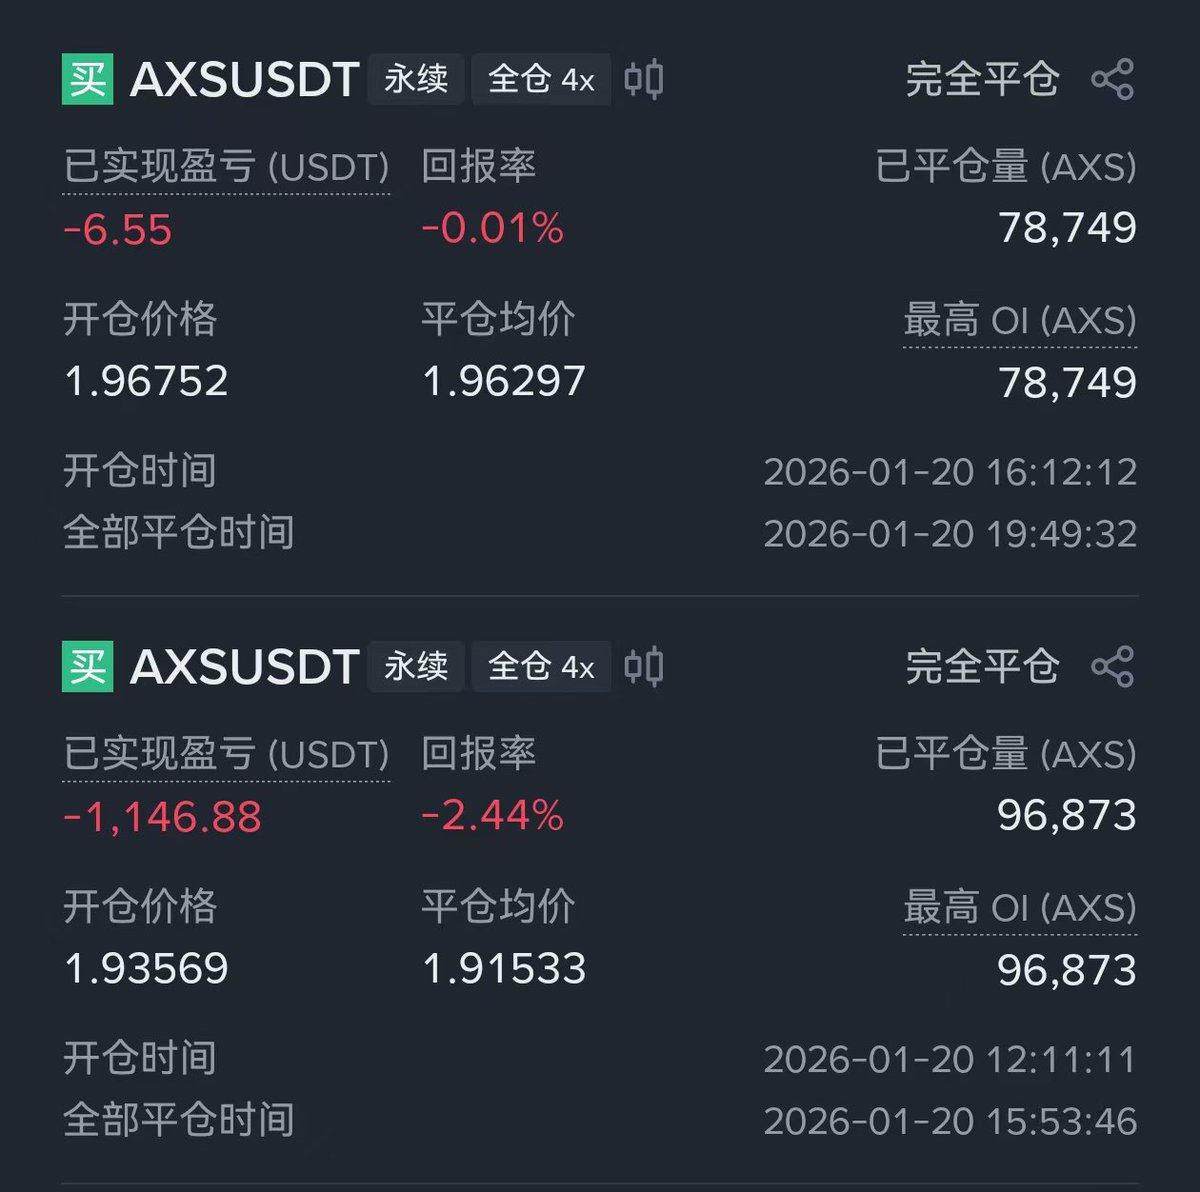 买 AXSUSDT 永续 全仓 4x 完全平仓
已实现盈亏 (USDT) 回报率 已平仓量 (AXS)
-6.55 -0.01% 78,749
开仓价格 平仓均价 最高 OI (AXS)
1.96752 1.96297 78,749
开仓时间 2026-01-20 16:12:12
全部平仓时间 2026-01-20 19:49:32
买 AXSUSDT 永续 全仓 4x 完全平仓
已实现盈亏 (USDT) 回报率 已平仓量 (AXS)
-1,146.88 -2.44% 96,873
开仓价格 平仓均价 最高 OI (AXS)
1.93569 1.91533 96,873
开仓时间 2026-01-20 12:11:11
全部平仓时间 2026-01-20 15:53:46